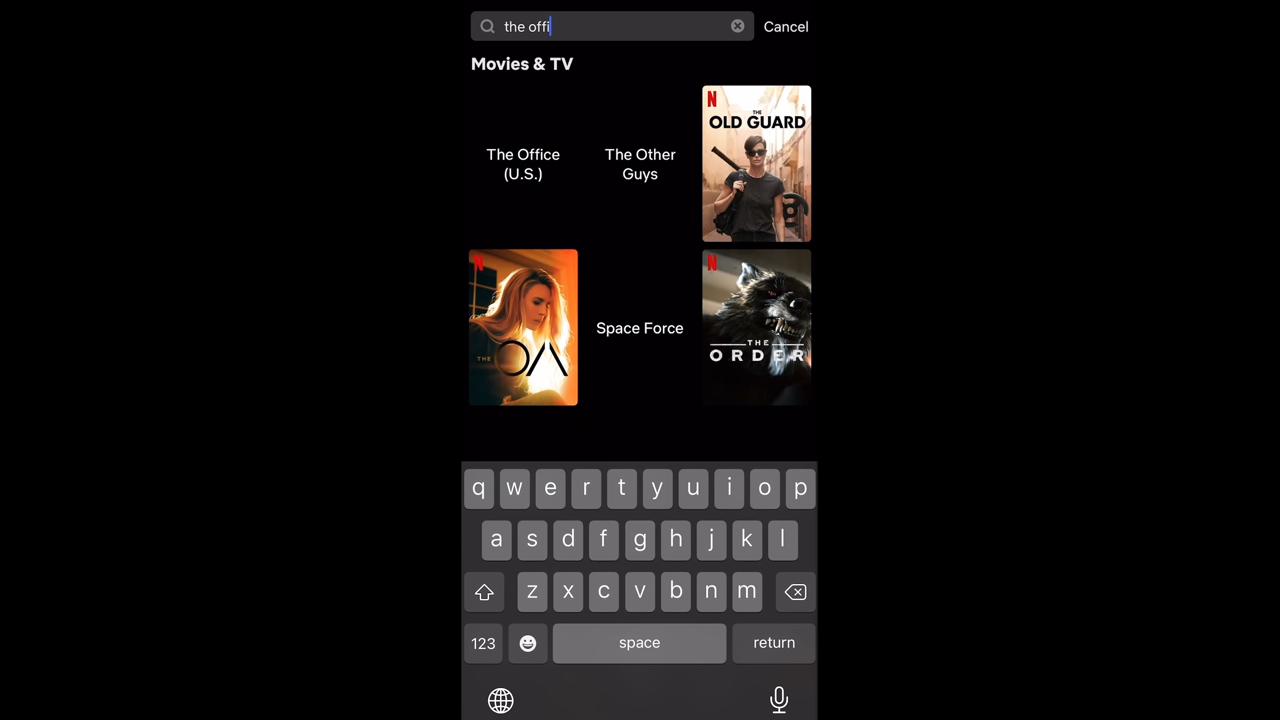 the offi
Cancel
Movies & TV
The Office
(U.S.)
The Other
Guys
N
THE
OLD GUARD
N
THE
OA
Space Force
N
THE
ORDER
q w e r t y u i o p
a s d f g h j k l
z x c v b n m
123
space
return